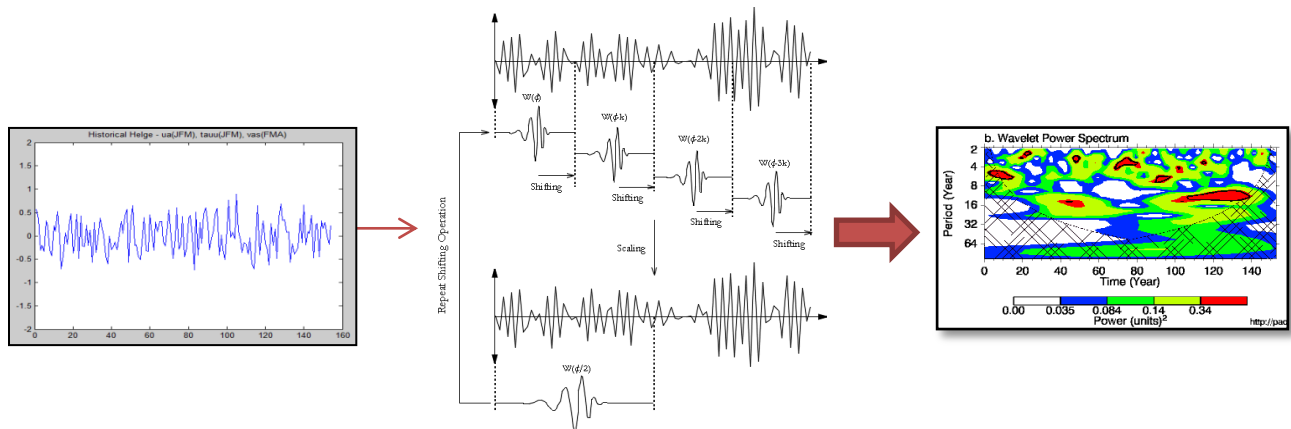 Historical Helge - ua(JFM), tauu(JFM), vas(FMA)
2
1.5
1
0.5
0
-0.5
-1
-1.5
-2
0 20 40 60 80 100 120 140 160
W(ϕ)
W(ϕk)
W(ϕ2k)
W(ϕ3k)
Shifting
Shifting
Shifting
Shifting
Scaling
Repeat Shifting Operation
W(ϕ/2)
b. Wavelet Power Spectrum
Period (Year)
2
4
8
16
32
64
0 20 40 60 80 100 120 140
Time (Year)
0.00 0.035 0.084 0.14 0.34
Power (units)²
http://pao